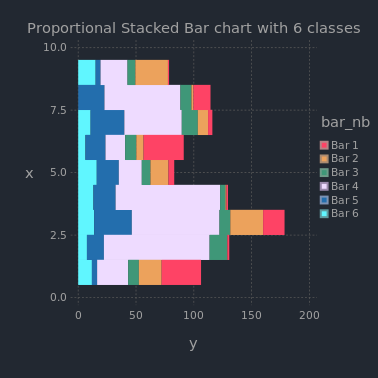 Proportional Stacked Bar chart with 6 classes
10.0
7.5
5.0
2.5
0.0
x
0
50
100
150
200
y
bar_nb
Bar 1
Bar 2
Bar 3
Bar 4
Bar 5
Bar 6